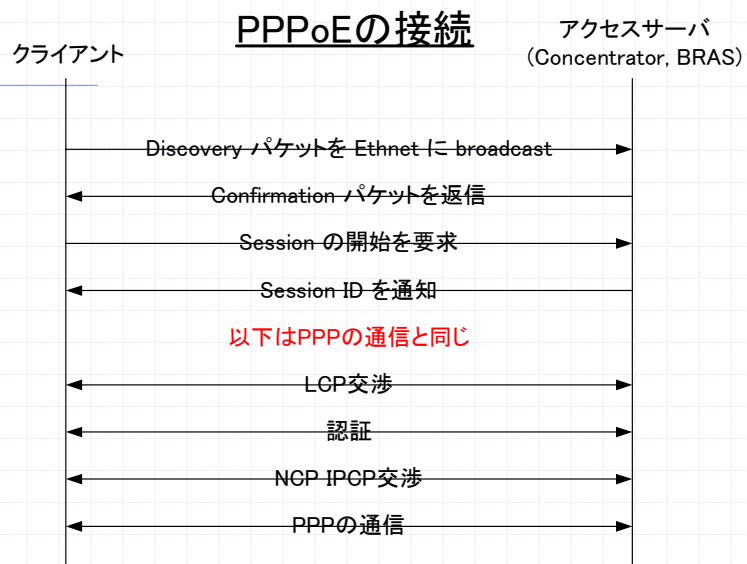 PPPoEの接続
クライアント
アクセスサーバ
(Concentrator, BRAS)
Discovery パケットを Ethnet に broadcast
Confirmation パケットを返信
Session の開始を要求
Session ID を通知
以下はPPPの通信と同じ
LCP交渉
認証
NCP IPCP交渉
PPPの通信